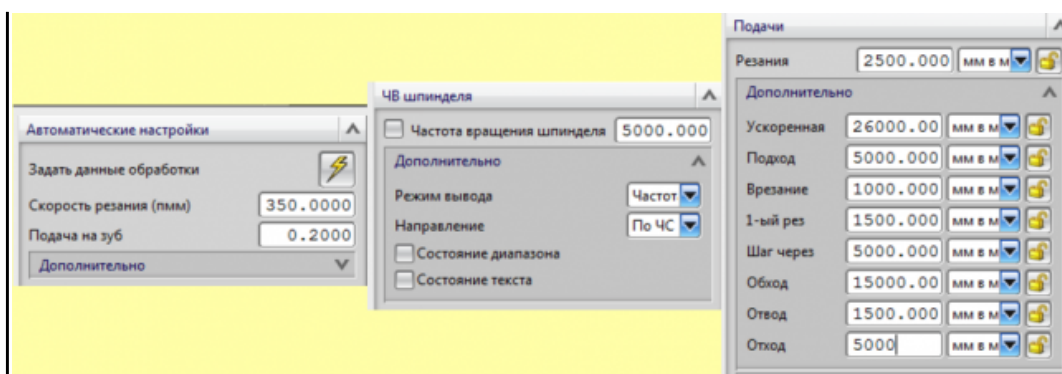 Автоматические настройки
Задать данные обработки
Скорость резания (пмм) 350.0000
Подача на зуб 0.2000
Дополнительно
ЧВ шпинделя
Частота вращения шпинделя 5000.000
Дополнительно
Режим вывода Частот
Направление По ЧС
Состояние диапазона
Состояние текста
Подачи
Резания 2500.000 мм в м
Дополнительно
Ускоренная 26000.00 мм в м
Подход 5000.000 мм в м
Врезание 1000.000 мм в м
1-ый рез 1500.000 мм в м
Шаг через 5000.000 мм в м
Обход 15000.00 мм в м
Отвод 1500.000 мм в м
Отход 5000 мм в м